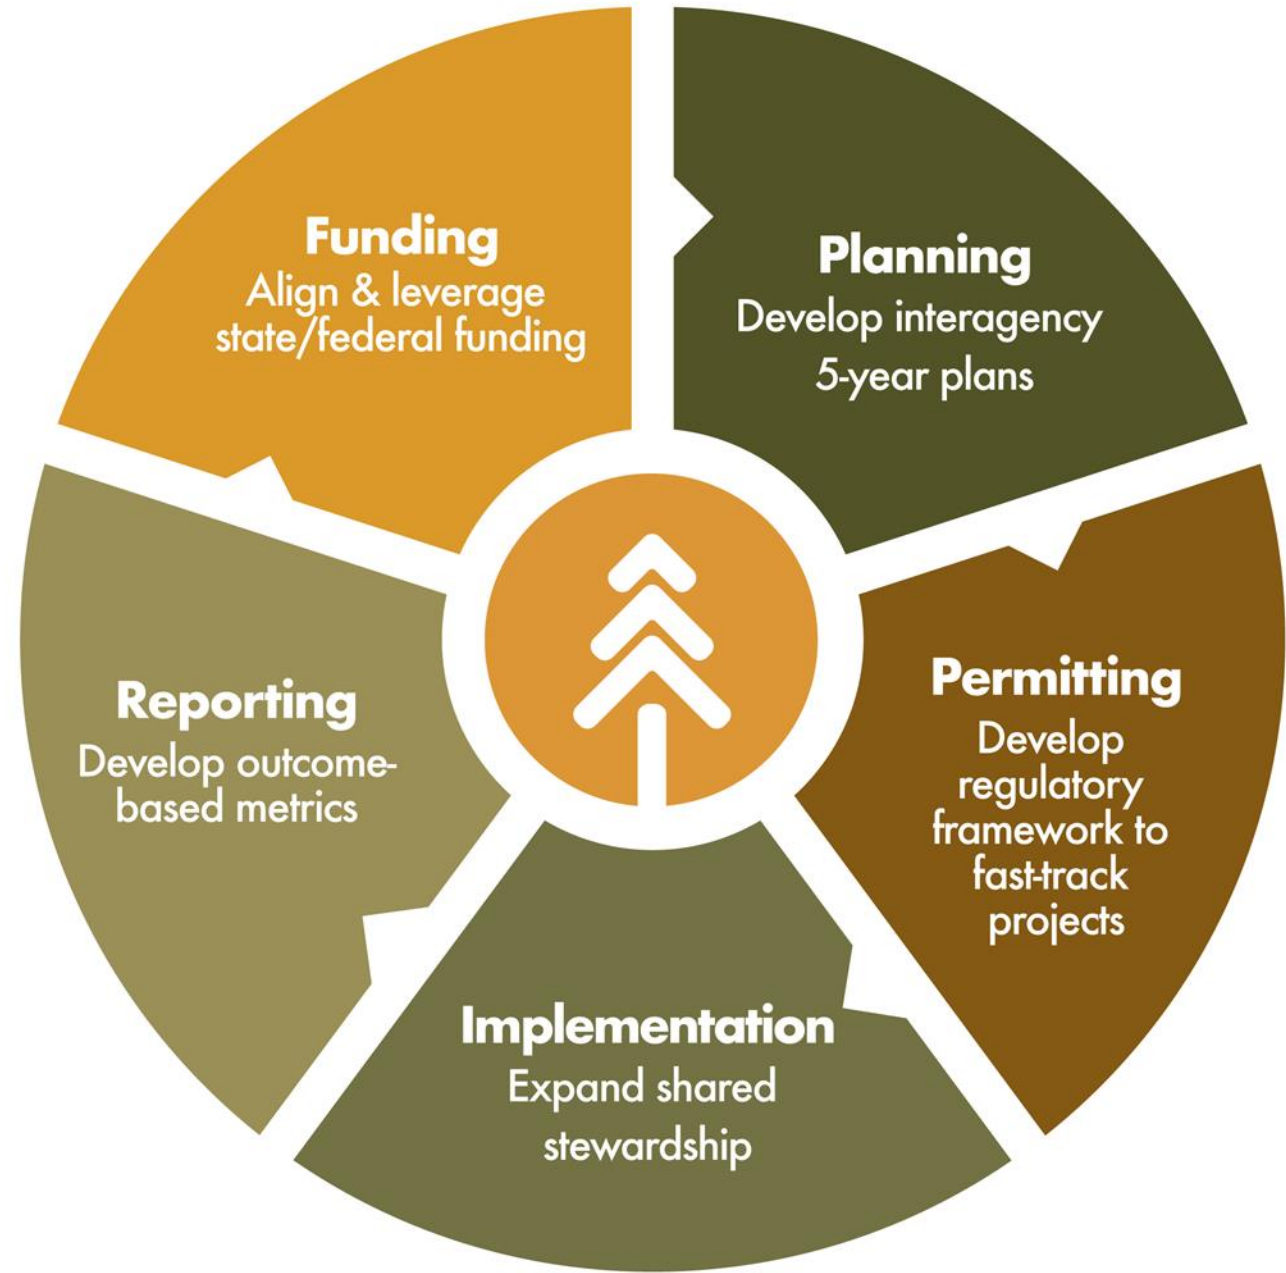 Funding
Align & leverage
state/federal funding
Planning
Develop interagency
5-year plans
Permitting
Develop
regulatory
framework to
fast-track
projects
Implementation
Expand shared
stewardship
Reporting
Develop outcome-
based metrics